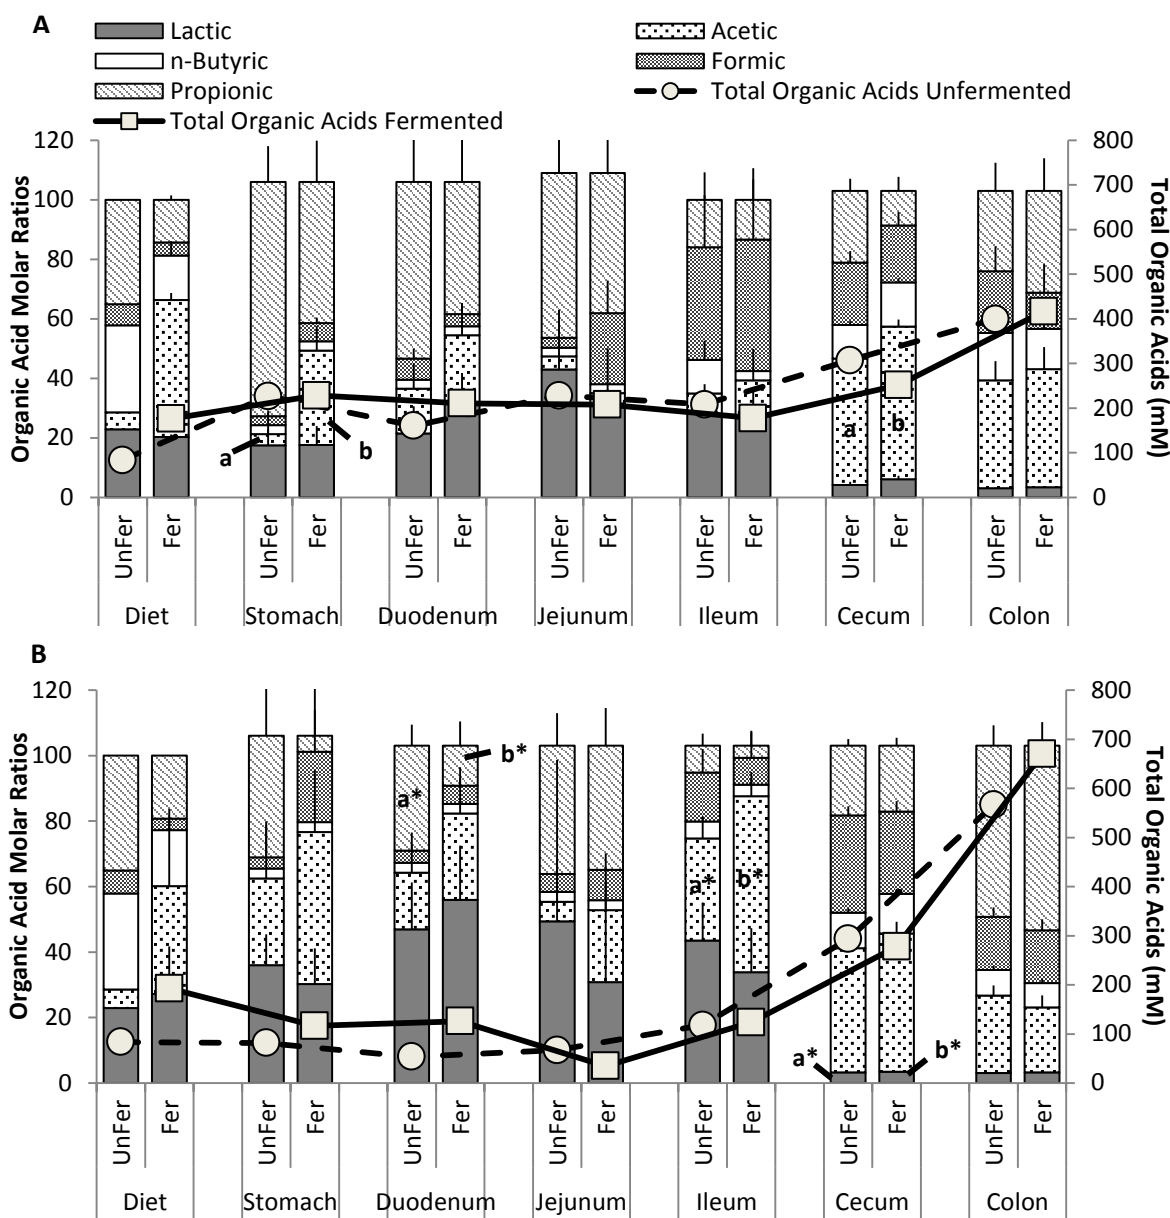 A
Lactic Acetic
n-Butyric Formic
Propionic Total Organic Acids Unfermented
Total Organic Acids Fermented
Organic Acid Molar Ratios
120
100
80
60
40
20
0
800
700
600
500
400
300
200
100
0
Total Organic Acids (mM)
a b a b
UnFer Fer UnFer Fer UnFer Fer UnFer Fer UnFer Fer UnFer Fer UnFer Fer
Diet Stomach Duodenum Jejunum Ileum Cecum Colon
B
Organic Acid Molar Ratios
120
100
80
60
40
20
0
800
700
600
500
400
300
200
100
0
Total Organic Acids (mM)
a* b* a* b* a* b*
UnFer Fer UnFer Fer UnFer Fer UnFer Fer UnFer Fer UnFer Fer UnFer Fer
Diet Stomach Duodenum Jejunum Ileum Cecum Colon